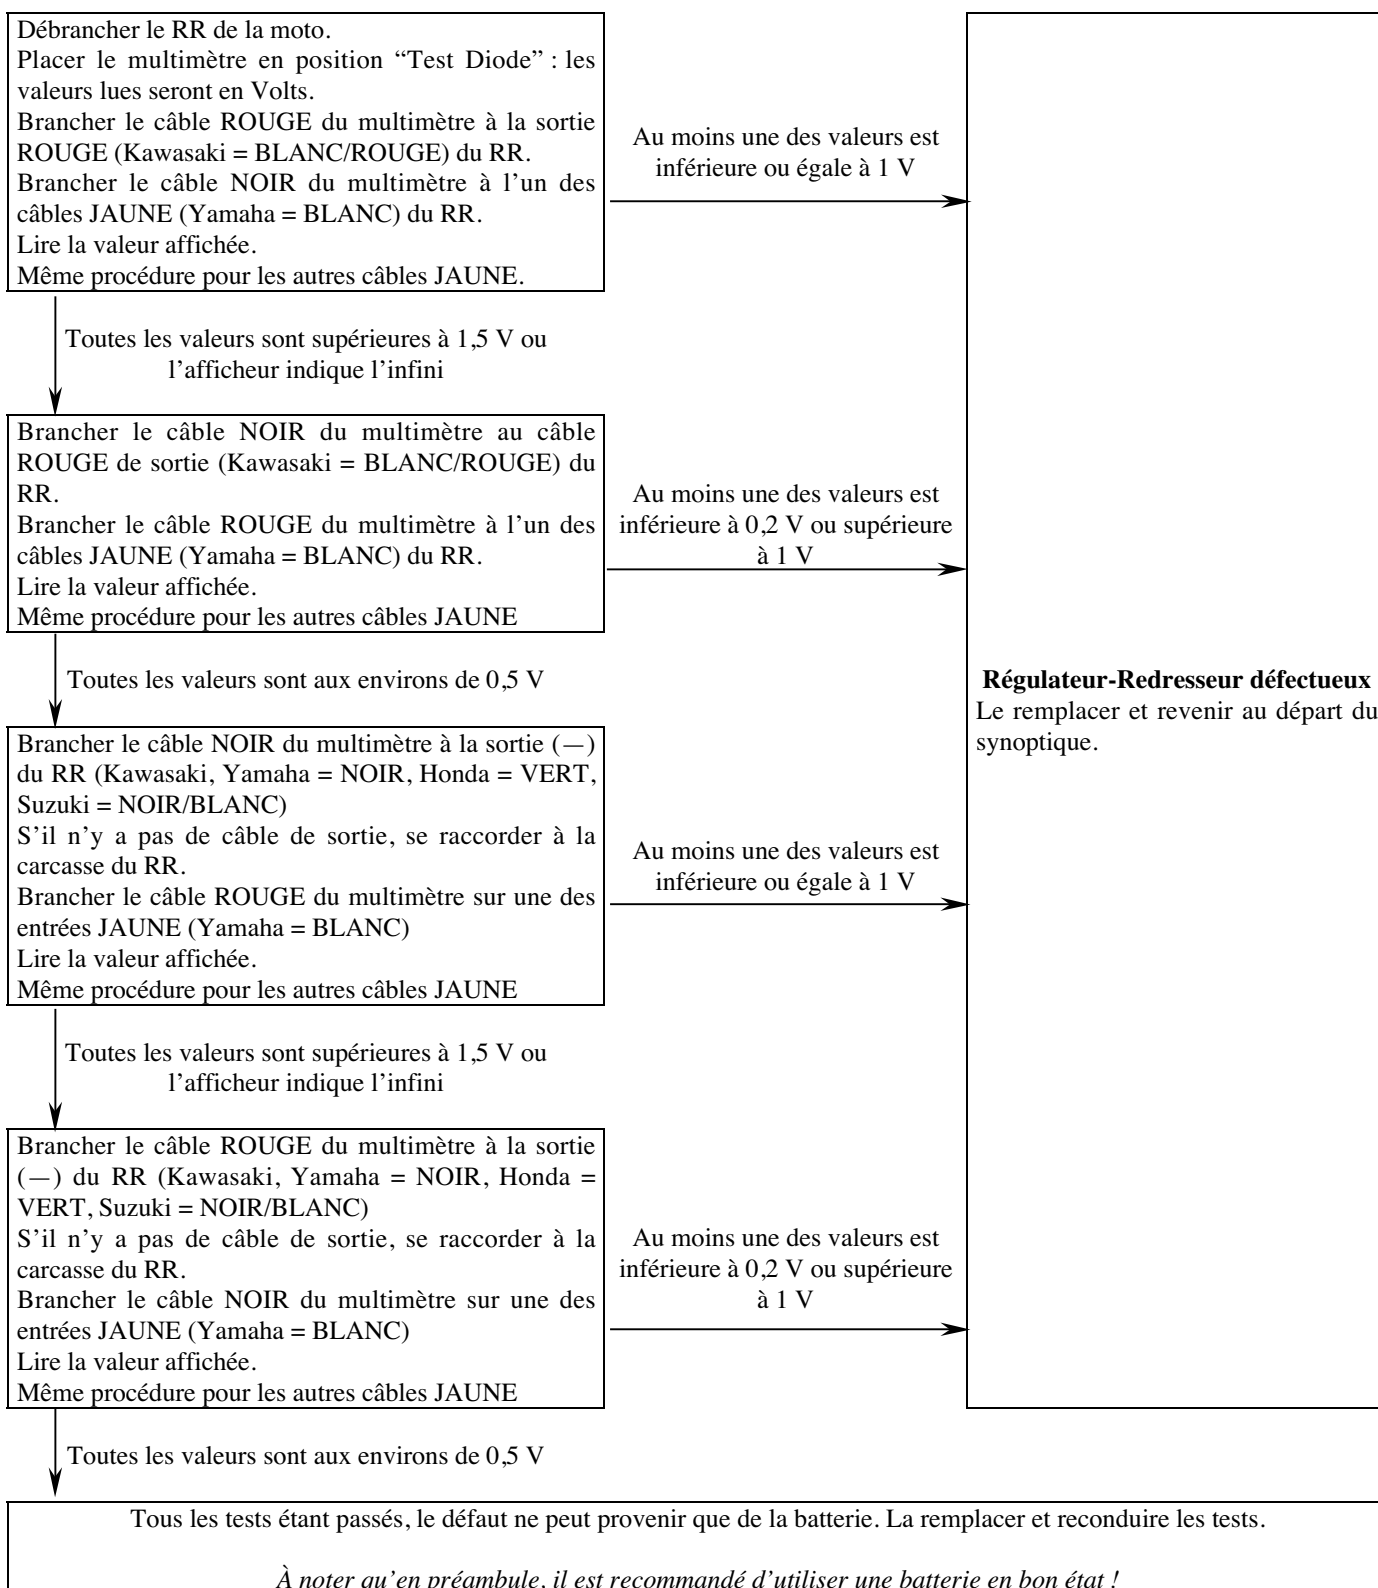 Débrancher le RR de la moto.
Placer le multimètre en position “Test Diode” : les
valeurs lues seront en Volts.
Brancher le câble ROUGE du multimètre à la sortie
ROUGE (Kawasaki = BLANC/ROUGE) du RR.
Brancher le câble NOIR du multimètre à l’un des
câbles JAUNE (Yamaha = BLANC) du RR.
Lire la valeur affichée.
Même procédure pour les autres câbles JAUNE.
Au moins une des valeurs est
inférieure ou égale à 1 V
Toutes les valeurs sont supérieures à 1,5 V ou
l’afficheur indique l’infini
Brancher le câble NOIR du multimètre au câble
ROUGE de sortie (Kawasaki = BLANC/ROUGE) du
RR.
Brancher le câble ROUGE du multimètre à l’un des
câbles JAUNE (Yamaha = BLANC) du RR.
Lire la valeur affichée.
Même procédure pour les autres câbles JAUNE
Au moins une des valeurs est
inférieure à 0,2 V ou supérieure
à 1 V
Toutes les valeurs sont aux environs de 0,5 V
Régulateur-Redresseur défectueux
Le remplacer et revenir au départ du
synoptique.
Brancher le câble NOIR du multimètre à la sortie (—)
du RR (Kawasaki, Yamaha = NOIR, Honda = VERT,
Suzuki = NOIR/BLANC)
S’il n’y a pas de câble de sortie, se raccorder à la
carcasse du RR.
Brancher le câble ROUGE du multimètre sur une des
entrées JAUNE (Yamaha = BLANC)
Lire la valeur affichée.
Même procédure pour les autres câbles JAUNE
Au moins une des valeurs est
inférieure ou égale à 1 V
Toutes les valeurs sont supérieures à 1,5 V ou
l’afficheur indique l’infini
Brancher le câble ROUGE du multimètre à la sortie
(—) du RR (Kawasaki, Yamaha = NOIR, Honda =
VERT, Suzuki = NOIR/BLANC)
S’il n’y a pas de câble de sortie, se raccorder à la
carcasse du RR.
Brancher le câble NOIR du multimètre sur une des
entrées JAUNE (Yamaha = BLANC)
Lire la valeur affichée.
Même procédure pour les autres câbles JAUNE
Au moins une des valeurs est
inférieure à 0,2 V ou supérieure
à 1 V
Toutes les valeurs sont aux environs de 0,5 V
Tous les tests étant passés, le défaut ne peut provenir que de la batterie. La remplacer et reconduire les tests.
À noter qu’en préambule, il est recommandé d’utiliser une batterie en bon état !